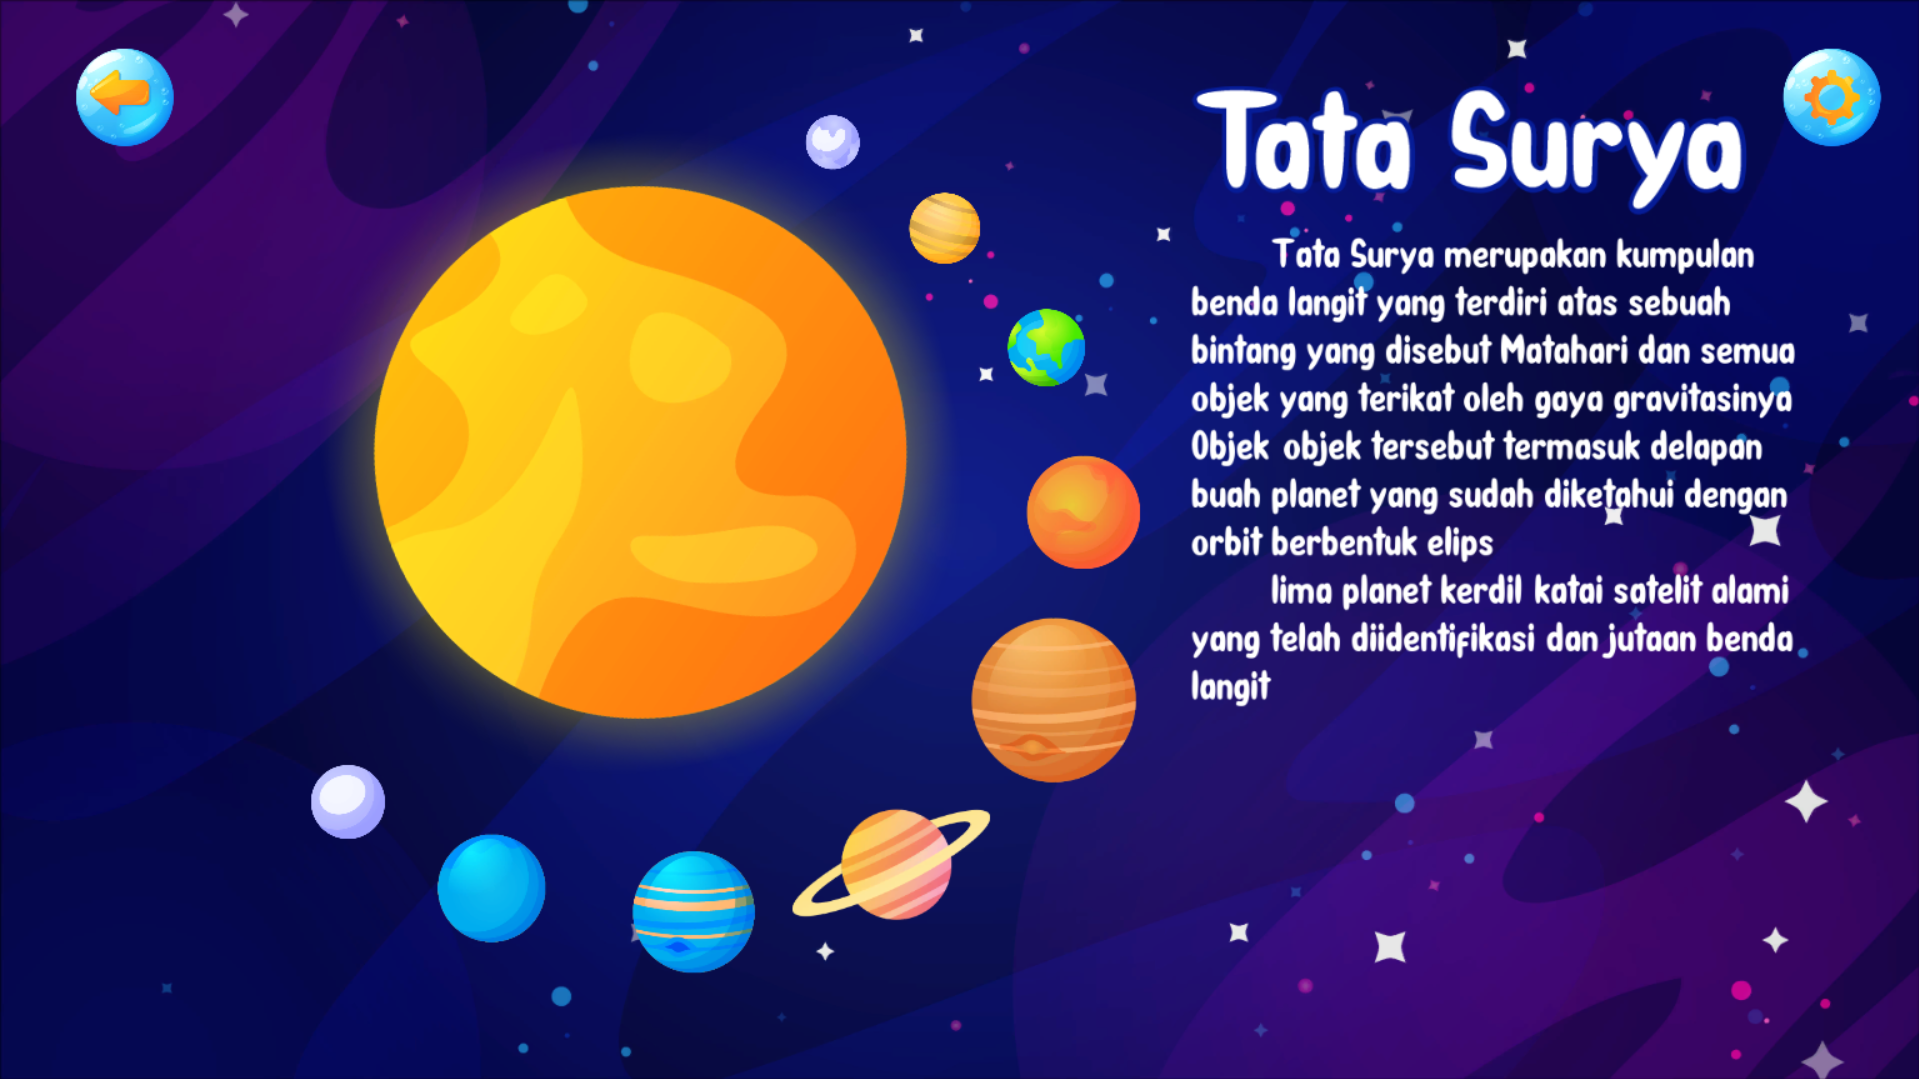 Tata Surya
Tata Surya merupakan kumpulan
benda langit yang terdiri atas sebuah
bintang yang disebut Matahari dan semua
objek yang terikat oleh gaya gravitasinya
Objek objek tersebut termasuk delapan
buah planet yang sudah diketahui dengan
orbit berbentuk elips
lima planet kerdil katai satelit alami
yang telah diidentifikasi dan jutaan benda
langit